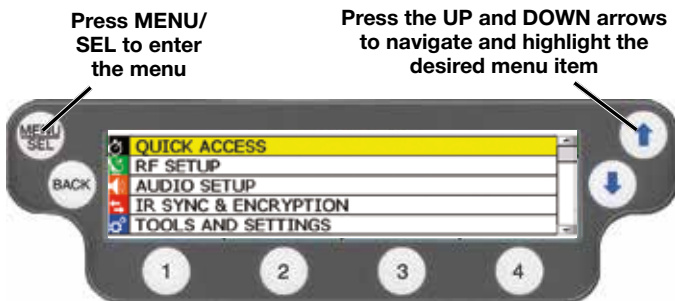 Press MENU/
SEL to enter
the menu
Press the UP and DOWN arrows
to navigate and highlight the
desired menu item
MENU
SEL
BACK
QUICK ACCESS
RF SETUP
AUDIO SETUP
IR SYNC & ENCRYPTION
TOOLS AND SETTINGS
1 2 3 4